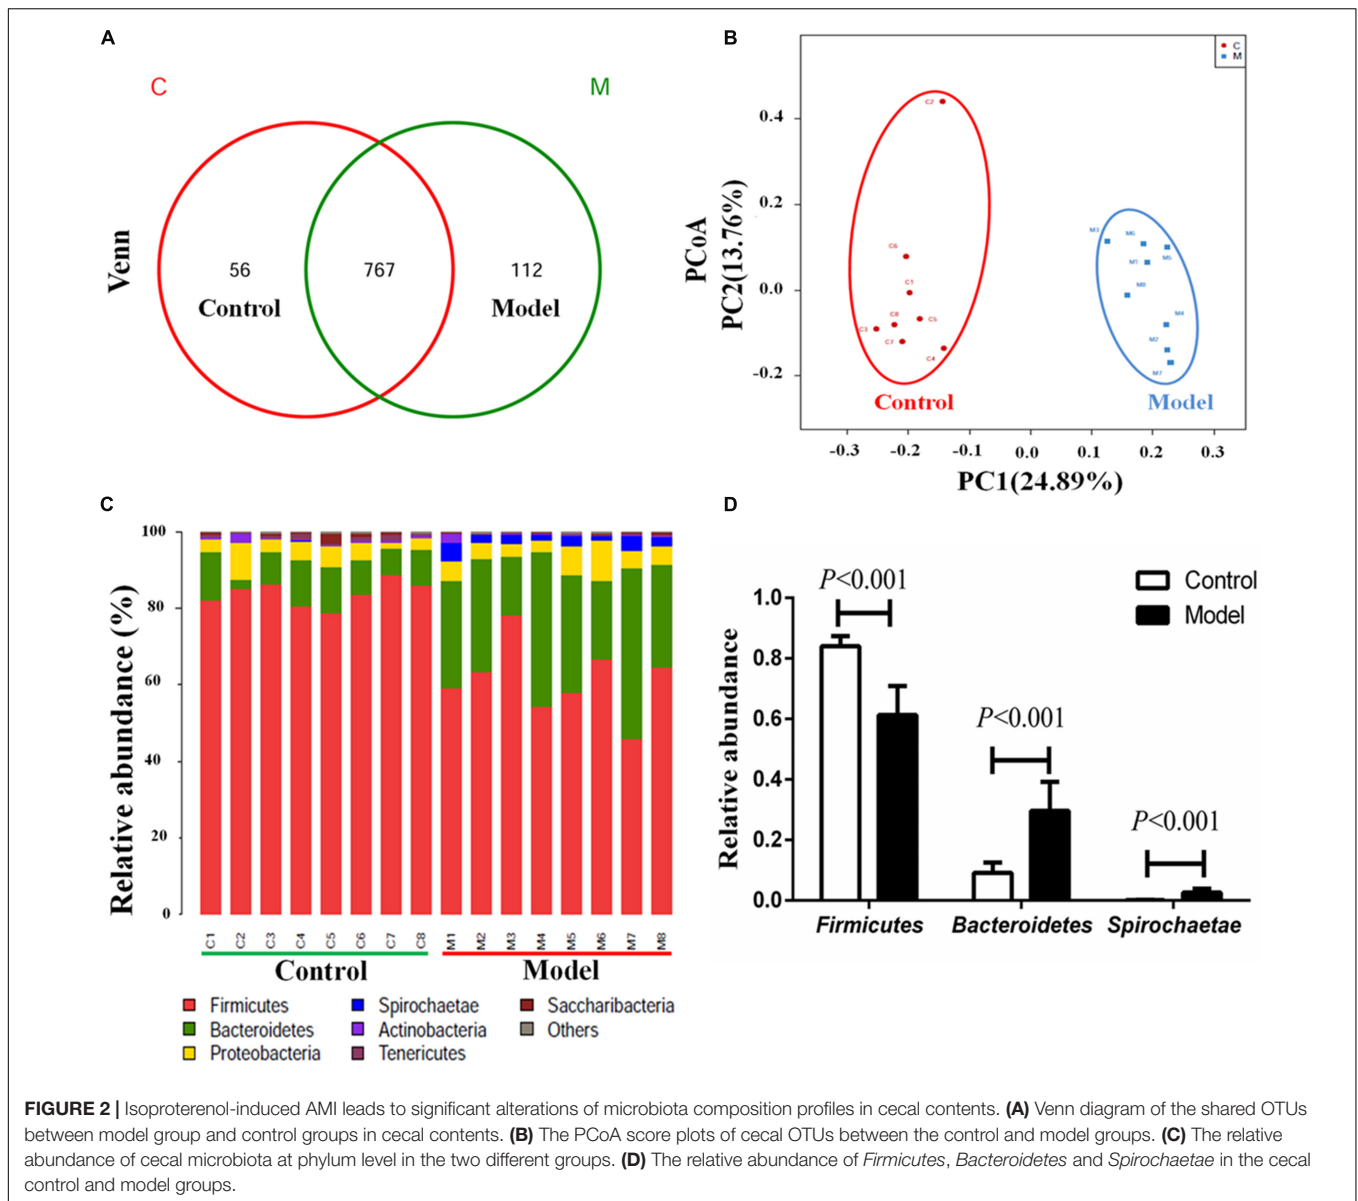 A
C
M
Venn
56
767
112
Control
Model
B
C
M
PCoA
PC2(13.76%)
0.4
0.2
0.0
-0.2
C2
C6
C1
C8
C5
C3
C7
C4
M3
M6
M5
M1
M8
M4
M2
M7
Control
Model
-0.3
-0.2
-0.1
0.0
0.1
0.2
0.3
PC1(24.89%)
C
Relative abundance (%)
100
80
60
40
20
0
C1
C2
C3
C4
C5
C6
C7
C8
M1
M2
M3
M4
M5
M6
M7
M8
Control
Model
Firmicutes
Bacteroidetes
Proteobacteria
Spirochaetae
Actinobacteria
Tenericutes
Saccharibacteria
Others
D
Relative abundance
1.0
0.8
0.6
0.4
0.2
0.0
P<0.001
P<0.001
P<0.001
Control
Model
Firmicutes
Bacteroidetes
Spirochaetae
FIGURE 2 | Isoproterenol-induced AMI leads to significant alterations of microbiota composition profiles in cecal contents. (A) Venn diagram of the shared OTUs
between model group and control groups in cecal contents. (B) The PCoA score plots of cecal OTUs between the control and model groups. (C) The relative
abundance of cecal microbiota at phylum level in the two different groups. (D) The relative abundance of Firmicutes, Bacteroidetes and Spirochaetae in the cecal
control and model groups.